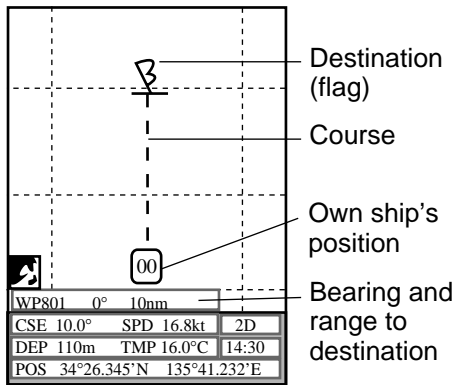 Destination
(flag)
Course
Own ship's
position
00
Bearing and
range to
destination
WP801 0° 10nm
CSE 10.0° SPD 16.8kt 2D
DEP 110m TMP 16.0°C 14:30
POS 34°26.345'N 135°41.232'E